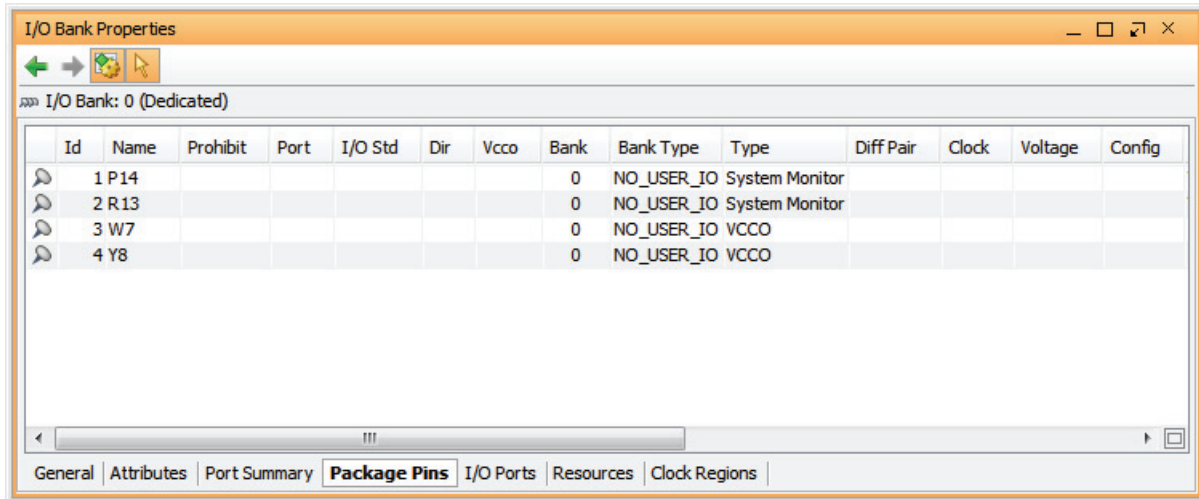 I/O Bank Properties
I/O Bank: 0 (Dedicated)
Id Name Prohibit Port I/O Std Dir Vcco Bank Bank Type Type Diff Pair Clock Voltage Config
1 P14 0 NO_USER_IO System Monitor
2 R13 0 NO_USER_IO System Monitor
3 W7 0 NO_USER_IO VCCO
4 Y8 0 NO_USER_IO VCCO
General Attributes Port Summary Package Pins I/O Ports Resources Clock Regions